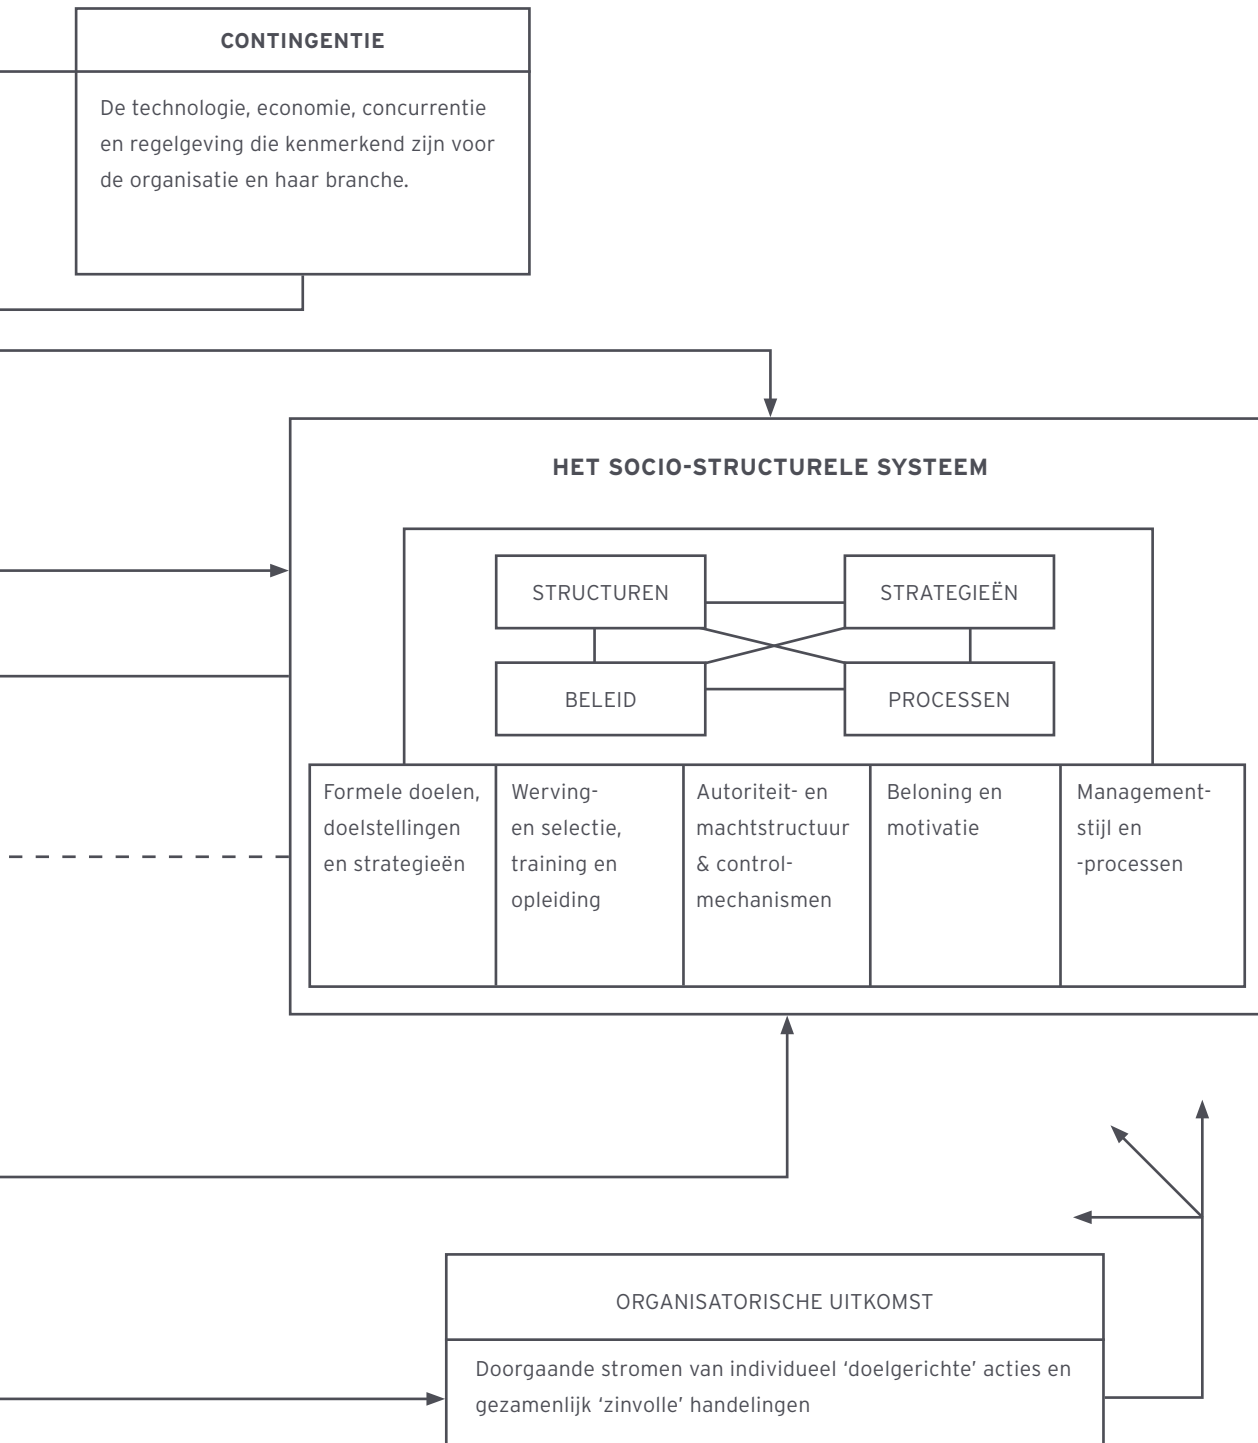 CONTINGENTIE
De technologie, economie, concurrentie
en regelgeving die kenmerkend zijn voor
de organisatie en haar branche.
HET SOCIO-STRUCTURELE SYSTEEM
STRUCTUREN
STRATEGIEËN
BELEID
PROCESSEN
Formele doelen,
doelstellingen
en strategieën
Werving-
en selectie,
training en
opleiding
Autoriteit- en
machtstructuur
& control-
mechanismen
Beloning en
motivatie
Management-
stijl en
-processen
ORGANISATORISCHE UITKOMST
Doorgaande stromen van individueel ‘doelgerichte’ acties en
gezamenlijk ‘zinvolle’ handelingen